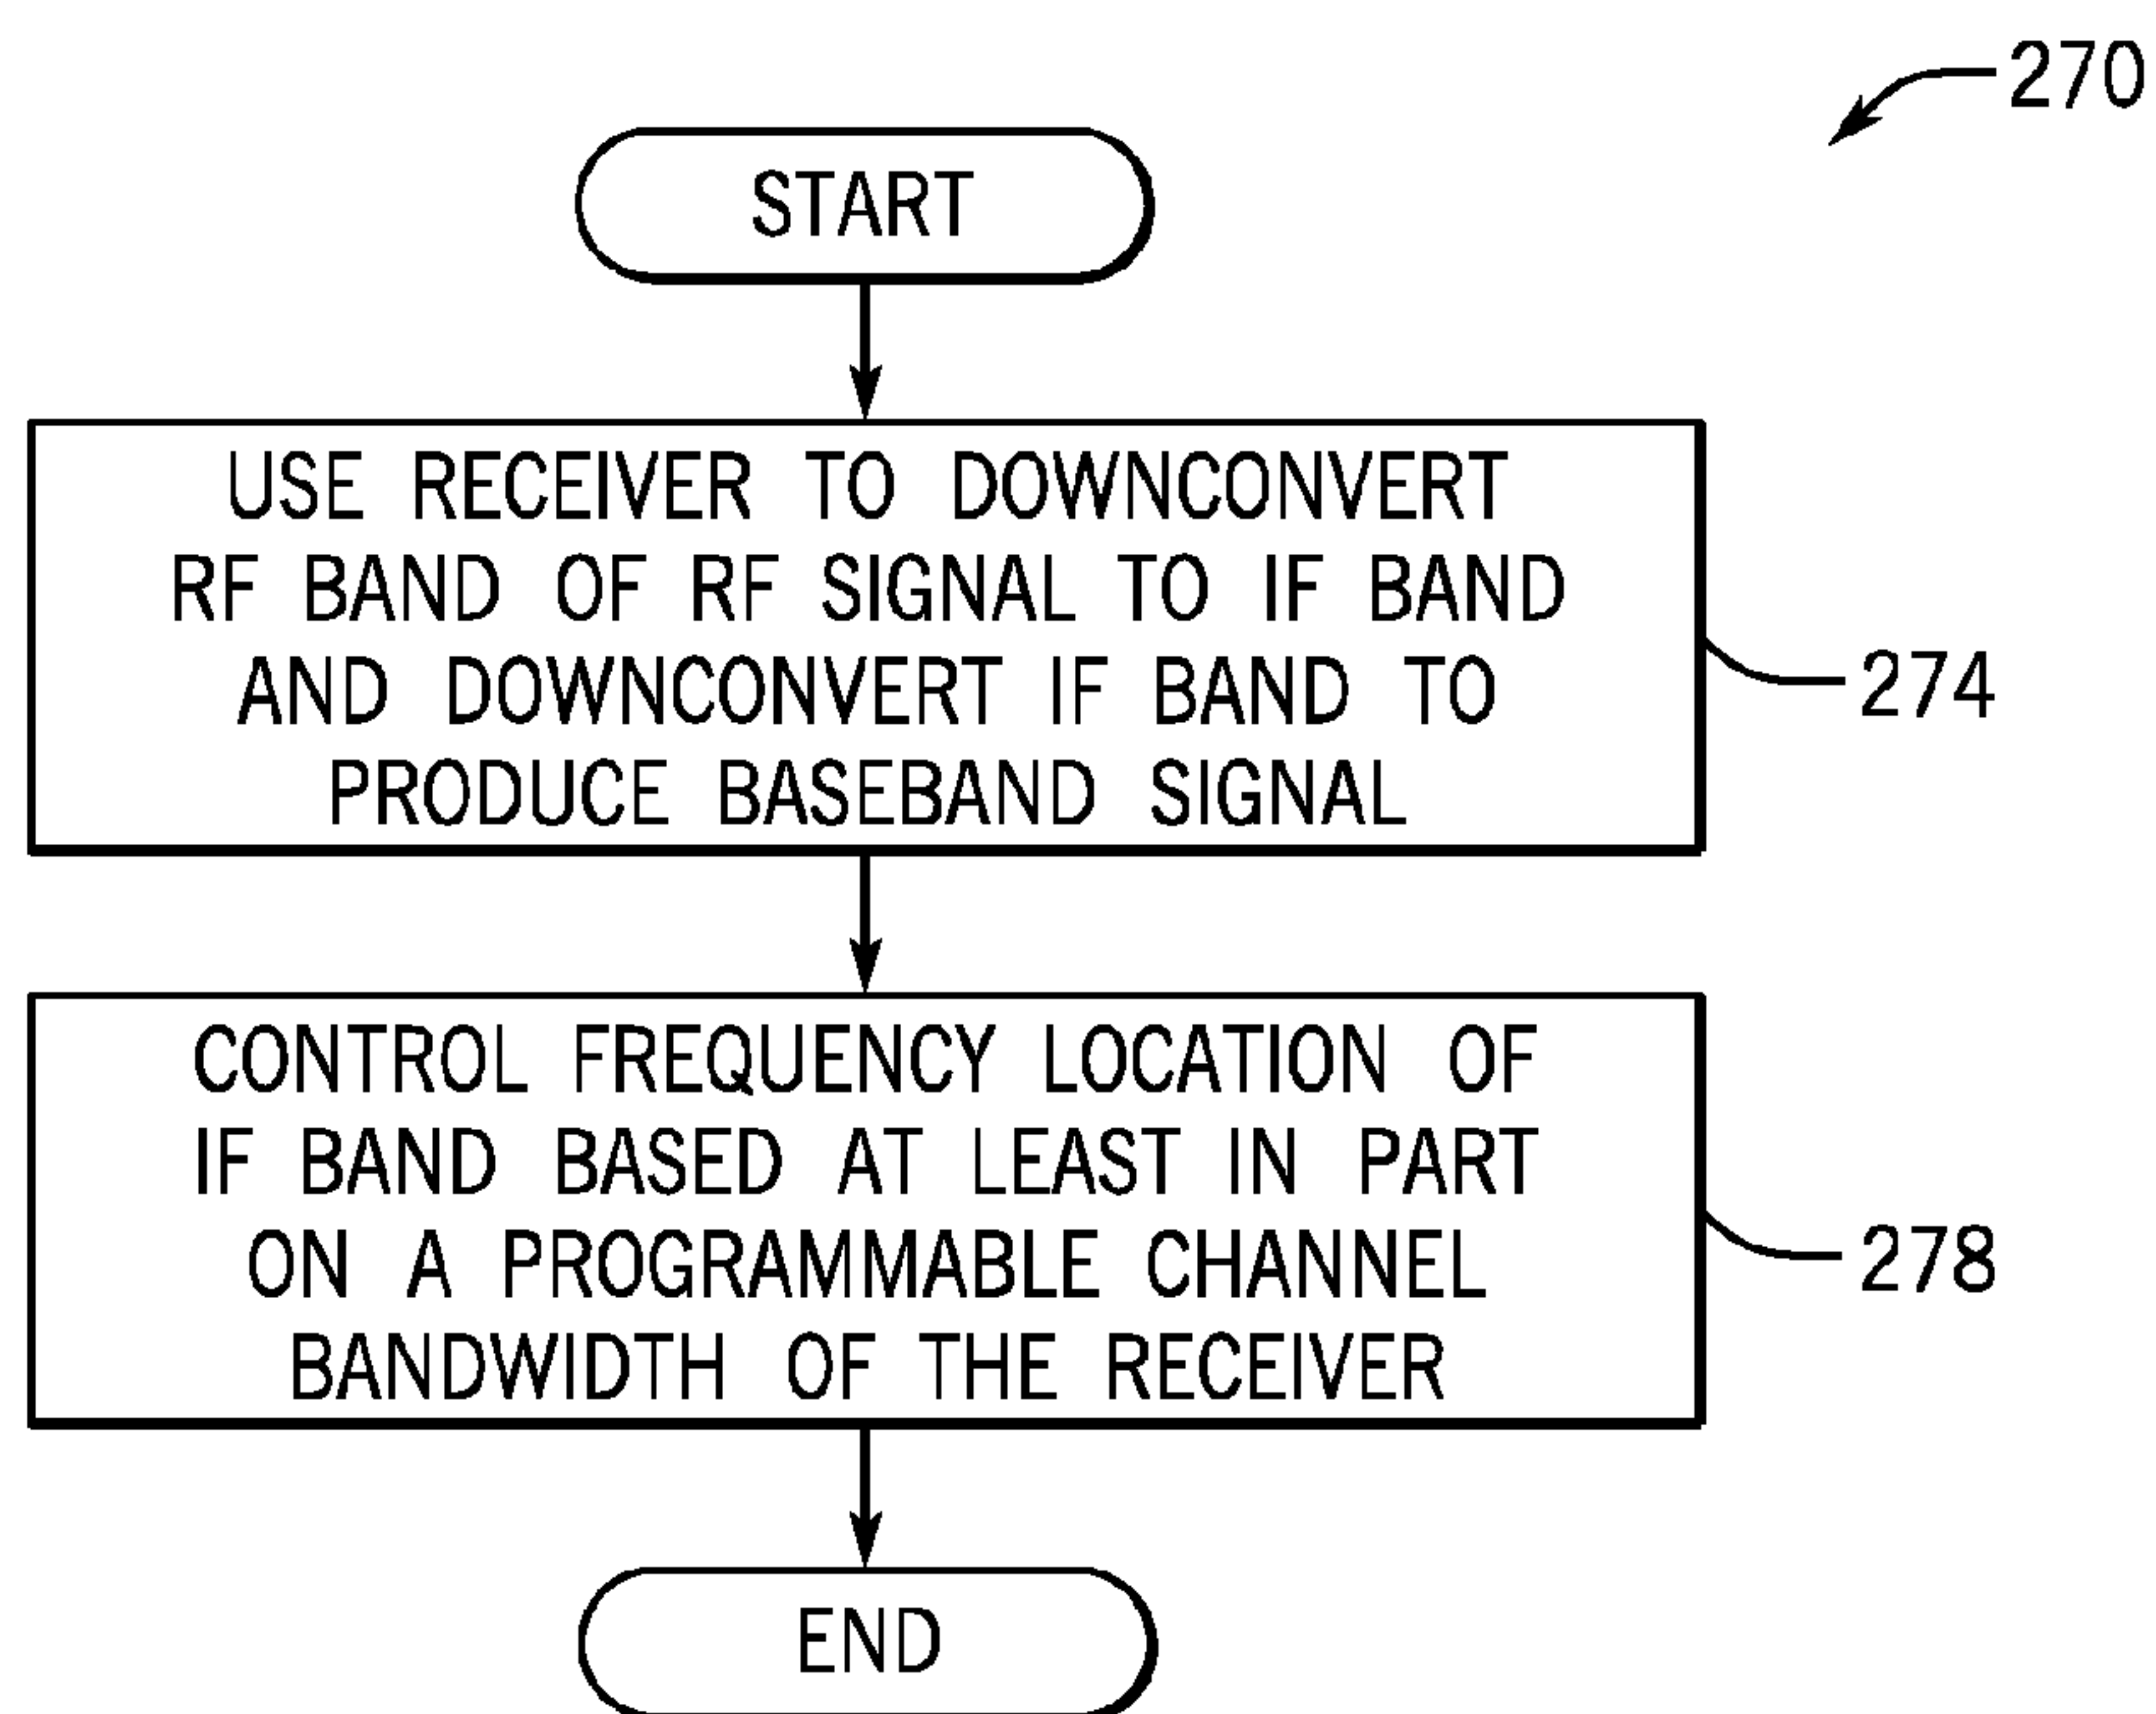 270
START
USE RECEIVER TO DOWNCONVERT
RF BAND OF RF SIGNAL TO IF BAND
AND DOWNCONVERT IF BAND TO
PRODUCE BASEBAND SIGNAL
274
CONTROL FREQUENCY LOCATION OF
IF BAND BASED AT LEAST IN PART
ON A PROGRAMMABLE CHANNEL
BANDWIDTH OF THE RECEIVER
278
END